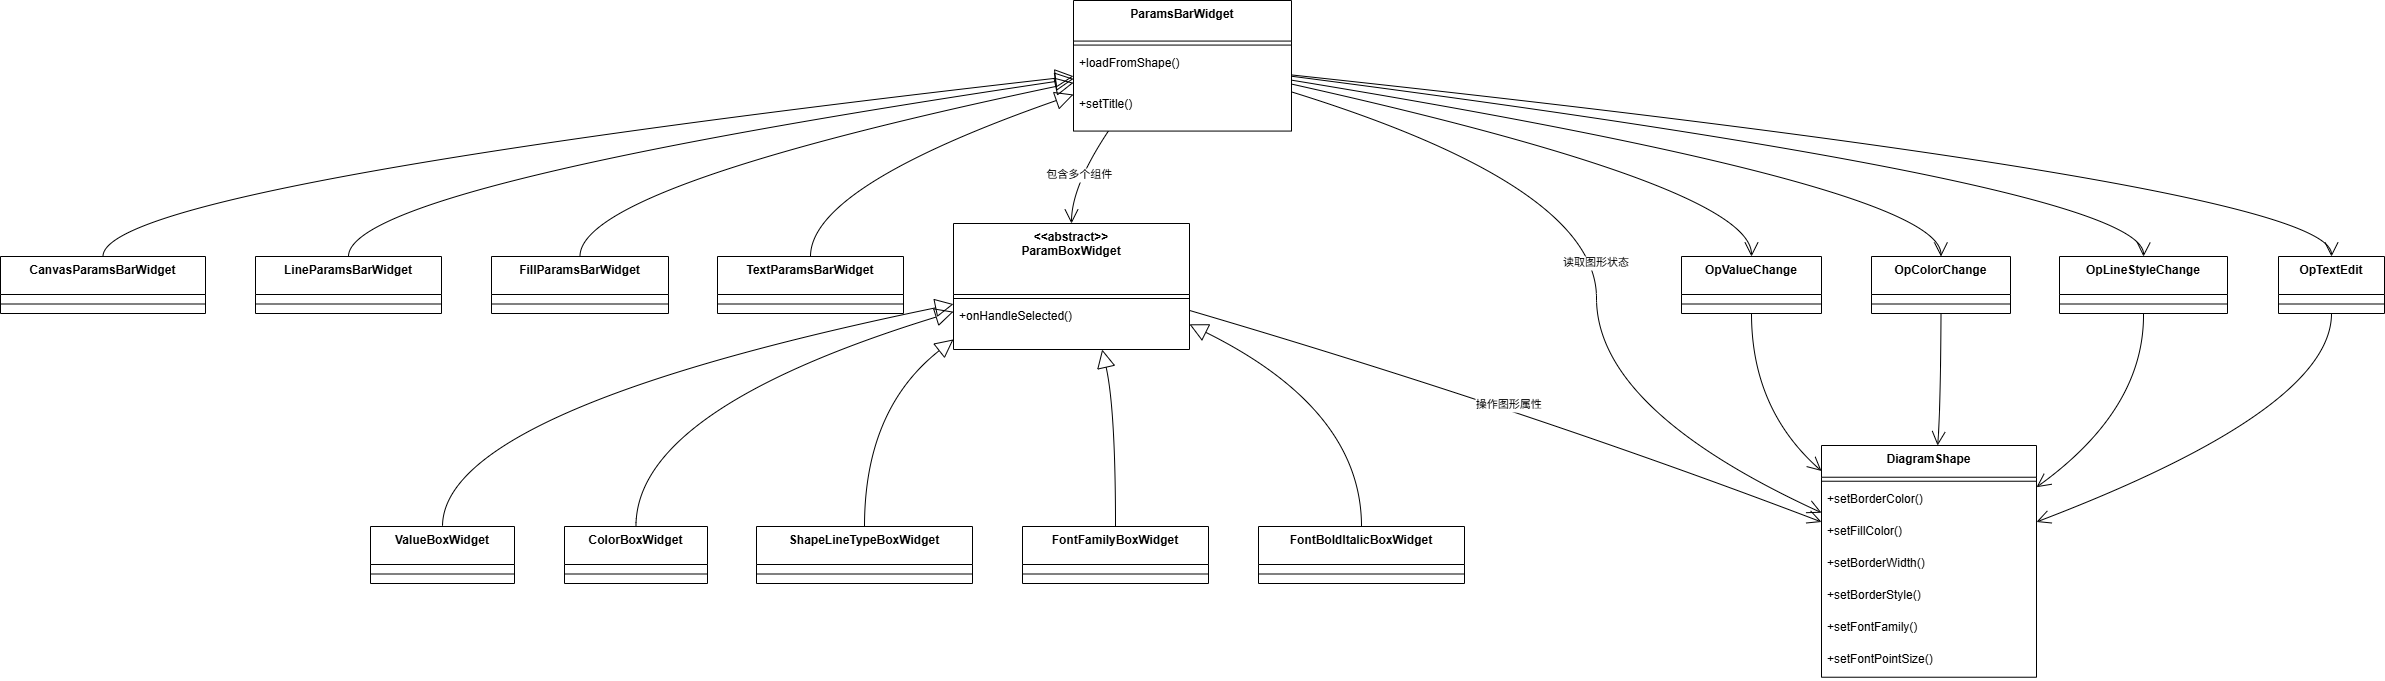 ParamsBarWidget
+loadFromShape()
+setTitle()
包含多个组件
<<abstract>>
ParamBoxWidget
+onHandleSelected()
CanvasParamsBarWidget
LineParamsBarWidget
FillParamsBarWidget
TextParamsBarWidget
读取图形状态
OpValueChange
OpColorChange
OpLineStyleChange
OpTextEdit
操作图形属性
ValueBoxWidget
ColorBoxWidget
ShapeLineTypeBoxWidget
FontFamilyBoxWidget
FontBoldItalicBoxWidget
DiagramShape
+setBorderColor()
+setFillColor()
+setBorderWidth()
+setBorderStyle()
+setFontFamily()
+setFontPointSize()